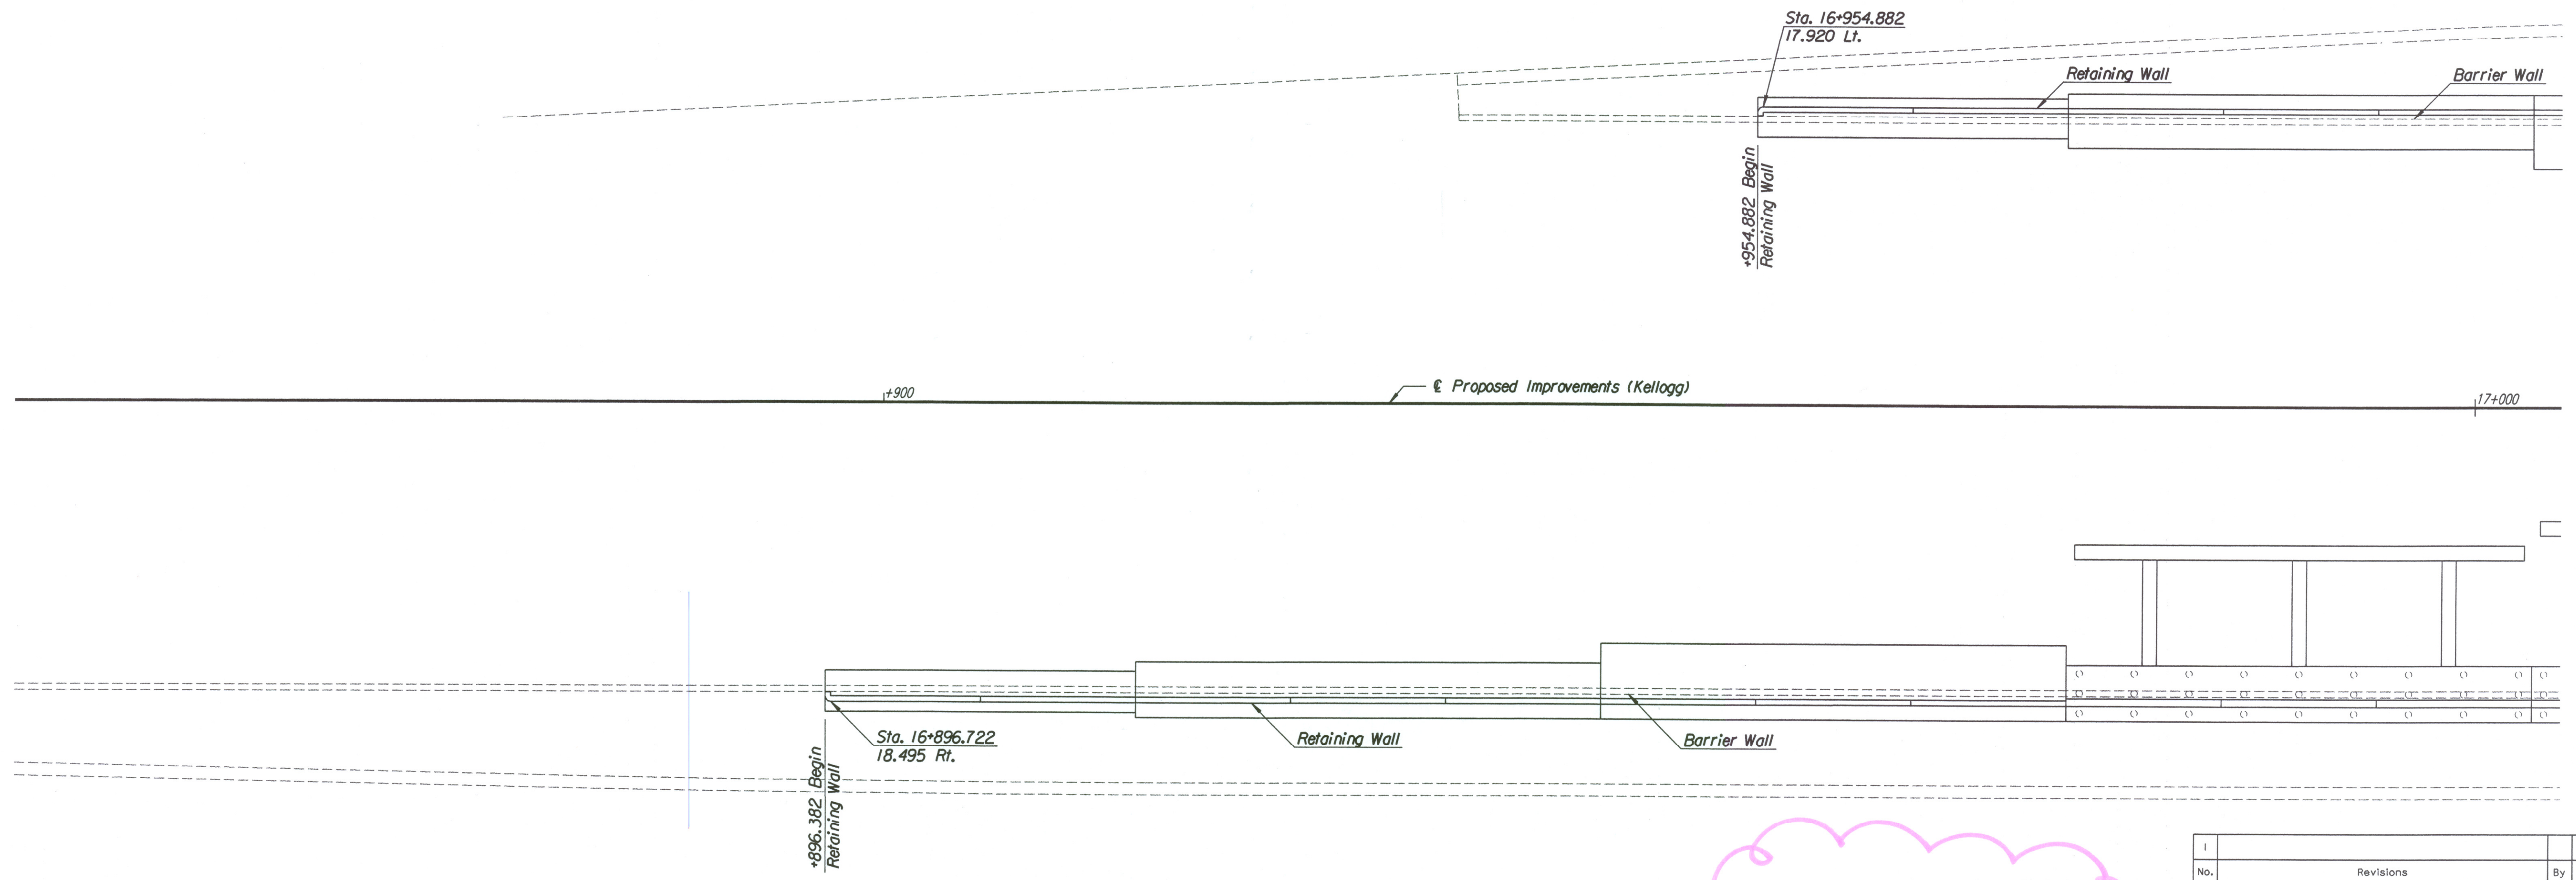 Sta. 16+954.882
17.920 Lt.
Retaining Wall
Barrier Wall
+954.882 Begin
Retaining Wall
+900
℄ Proposed Improvements (Kellogg)
17+000
Sta. 16+896.722
18.495 Rt.
Retaining Wall
Barrier Wall
+896.382 Begin
Retaining Wall
1
No. Revisions By